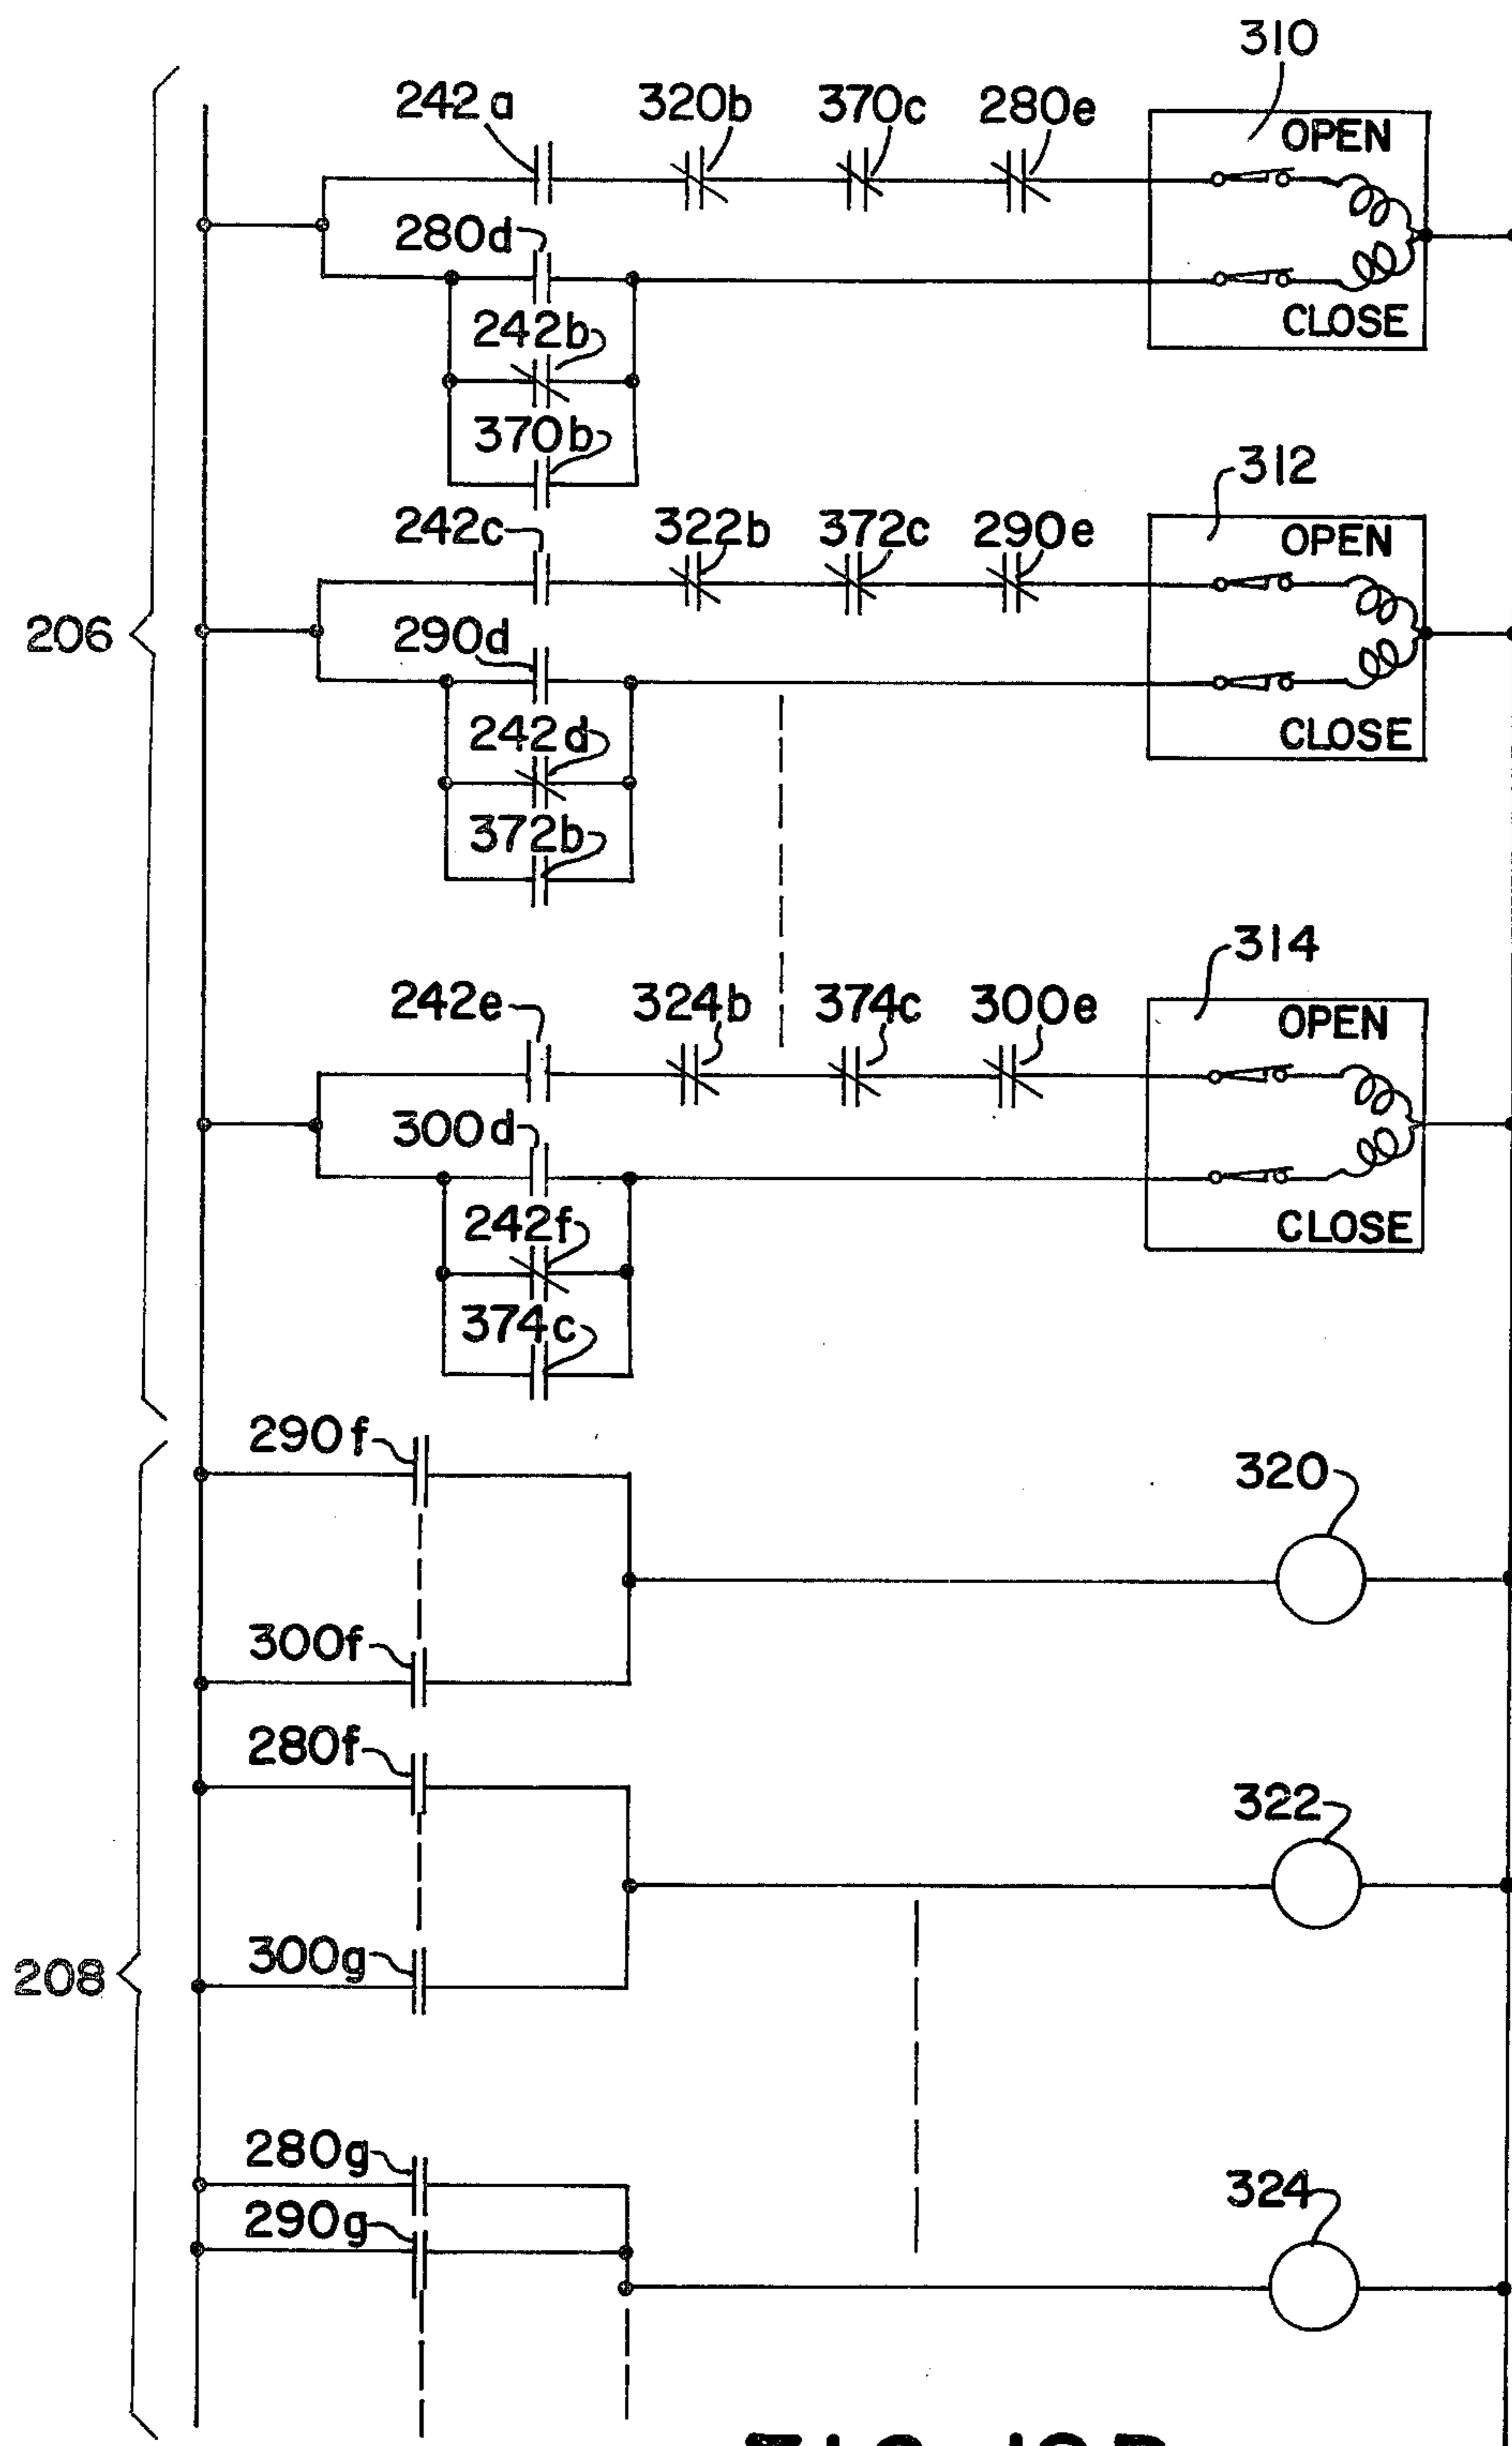 310
242a 320b 370c 280e
OPEN
280d
CLOSE
242b
370b
312
242c 322b 372c 290e
OPEN
206
290d
242d
CLOSE
372b
314
242e 324b 374c 300e
OPEN
300d
242f
CLOSE
374c
290f
320
300f
280f
322
300g
208
280g
324
290g